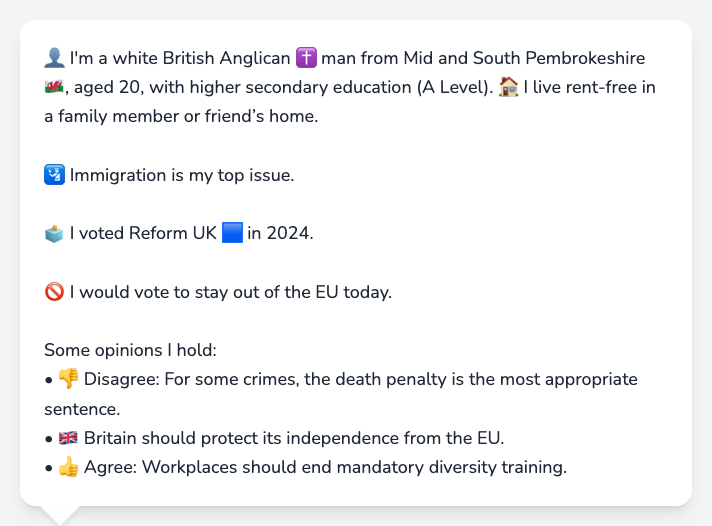 👤 I'm a white British Anglican ✝️ man from Mid and South Pembrokeshire
🏴󠁧󠁢󠁷󠁬󠁳󠁿, aged 20, with higher secondary education (A Level). 🏠 I live rent-free in
a family member or friend’s home.
🛂 Immigration is my top issue.
🗳️ I voted Reform UK 🟦 in 2024.
🚫 I would vote to stay out of the EU today.
Some opinions I hold:
• 👎 Disagree: For some crimes, the death penalty is the most appropriate
sentence.
• 🇬🇧 Britain should protect its independence from the EU.
• 👍 Agree: Workplaces should end mandatory diversity training.